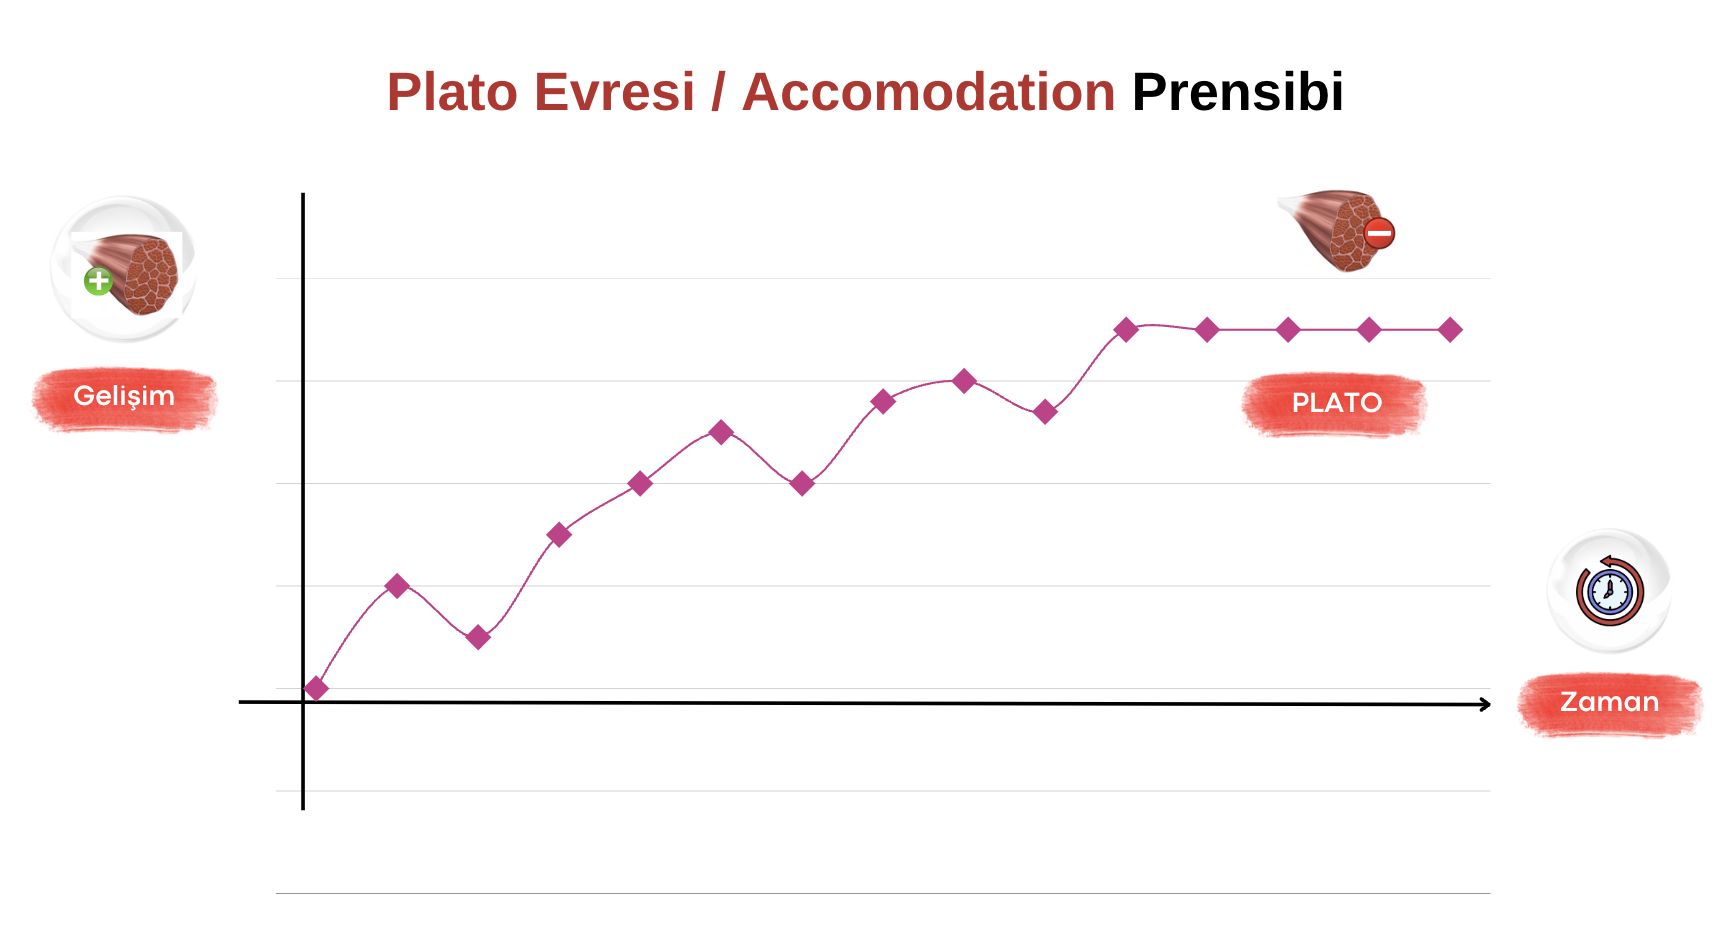 Plato Evresi / Accomodation Prensibi
Gelişim
PLATO
Zaman